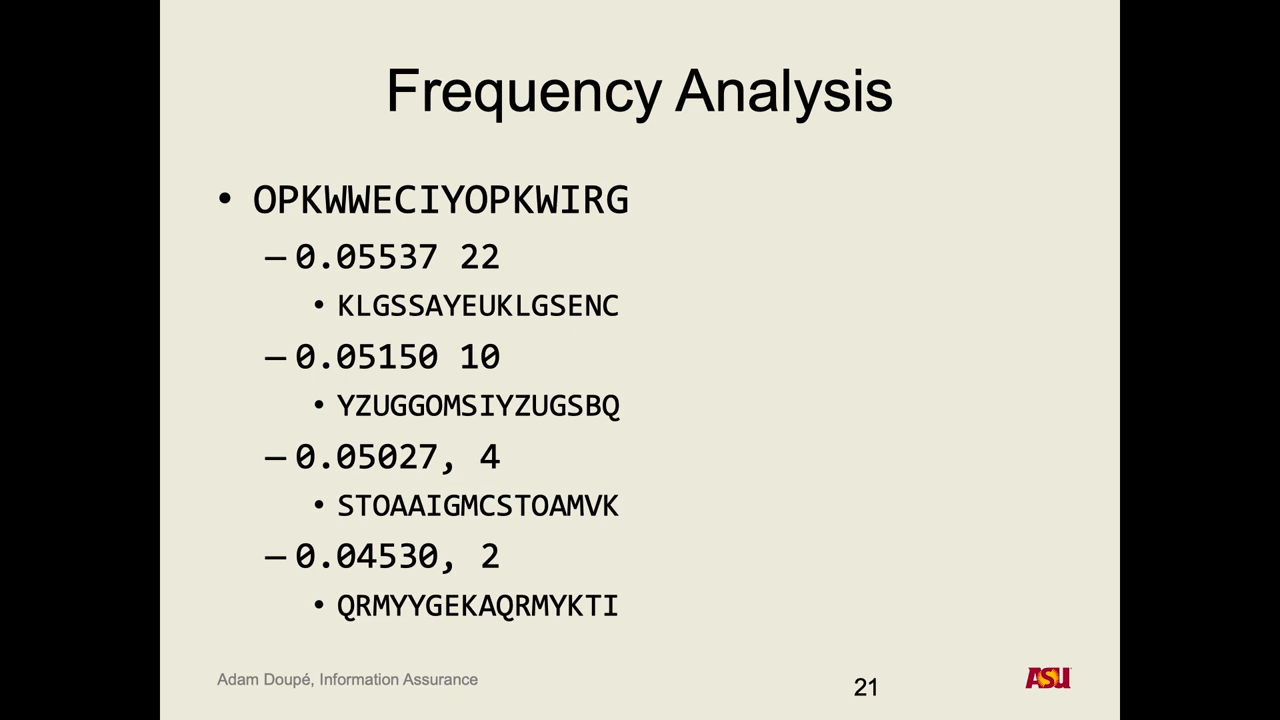 Frequency Analysis
• OPKWWECIYOPKWIRG
– 0.05537 22
• KLGSSAYEUKLGSENC
– 0.05150 10
• YZUGGOMSIYZUGSBQ
– 0.05027, 4
• STOAAIGMCSTOAMVK
– 0.04530, 2
• QRMYYGEKAQRMYKTI
Adam Doupé, Information Assurance
21
ASU